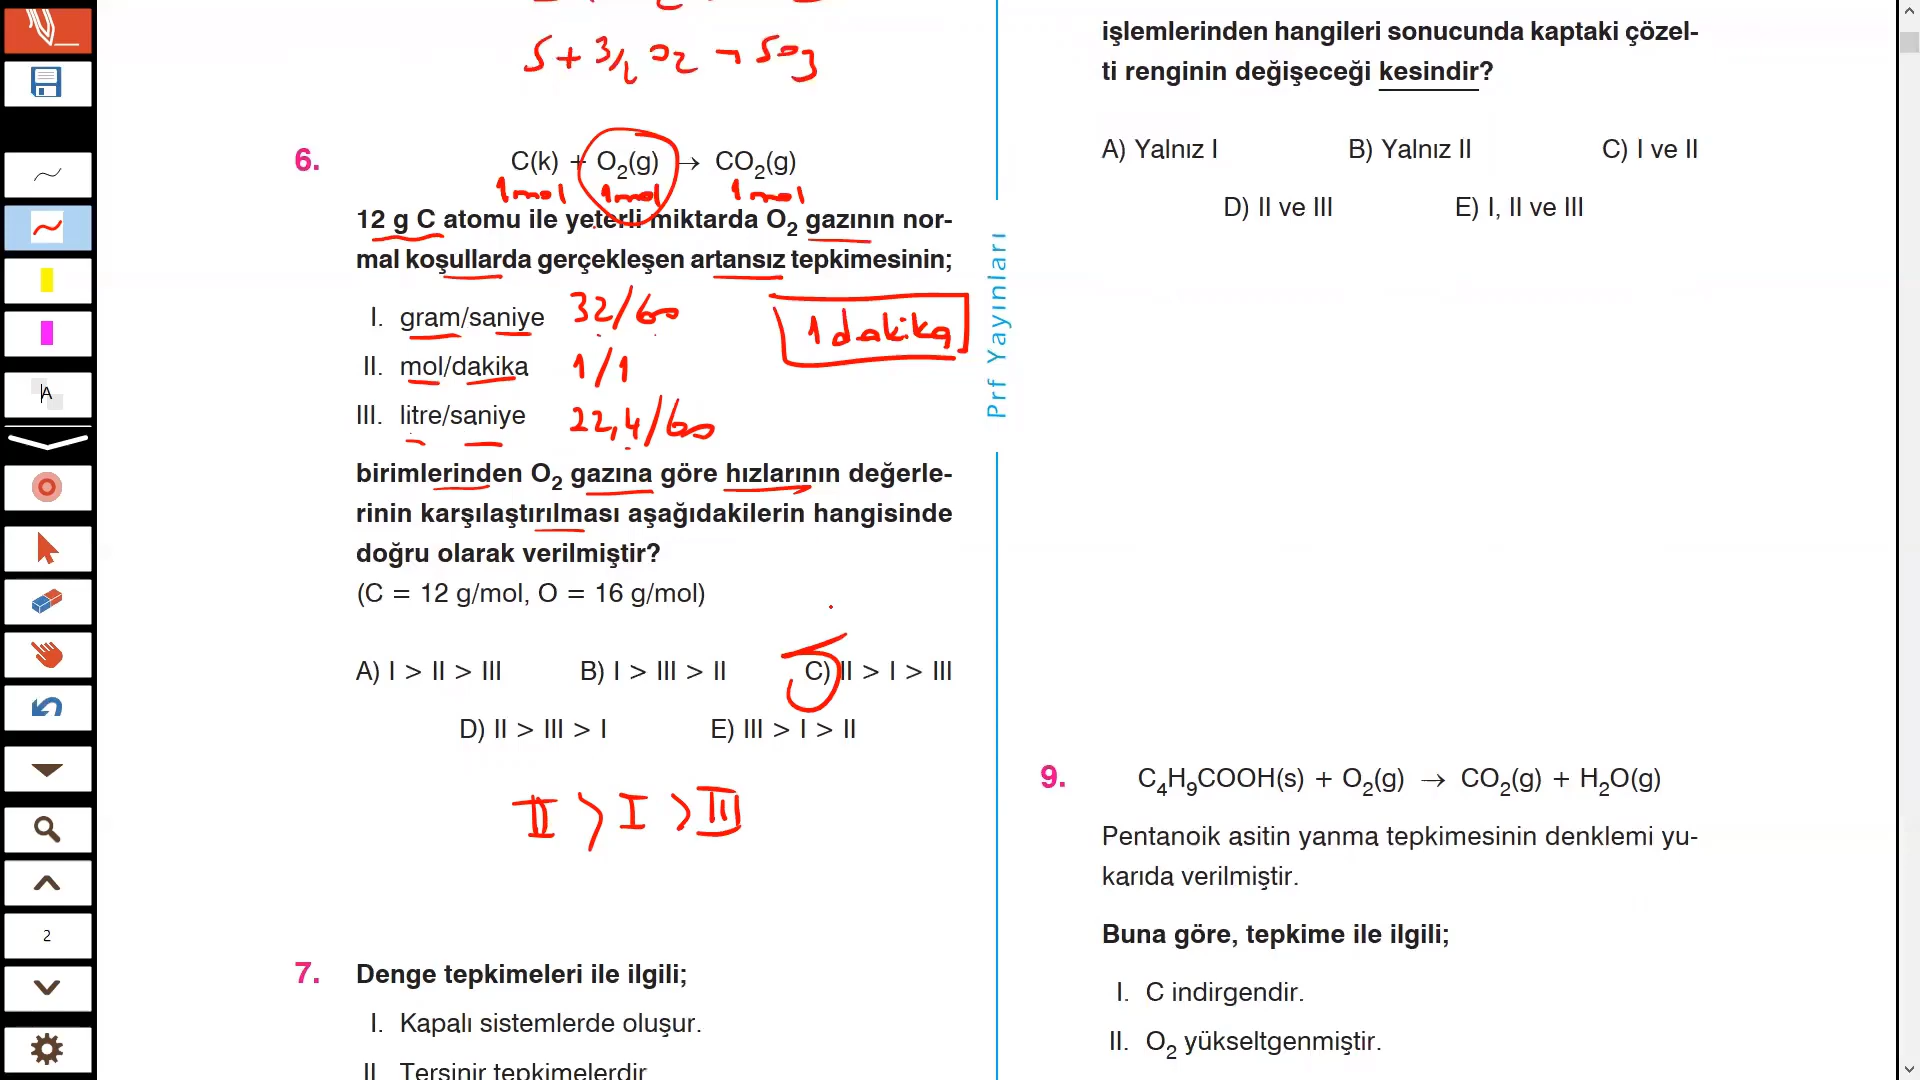 S + 3/2 O2 → SO3
6. C(k) + O2(g) → CO2(g)
1mol 1mol 1mol
12 g C atomu ile yeterli miktarda O2 gazının nor-
mal koşullarda gerçekleşen artansız tepkimesinin;
I. gram/saniye 32/60
1 dakika
II. mol/dakika 1/1
III. litre/saniye 22,4/60
birimlerinden O2 gazına göre hızlarının değerle-
rinin karşılaştırılması aşağıdakilerin hangisinde
doğru olarak verilmiştir?
(C = 12 g/mol, O = 16 g/mol)
A) I > II > III B) I > III > II C) II > I > III
D) II > III > I E) III > I > II
II > I > III
7. Denge tepkimeleri ile ilgili;
I. Kapalı sistemlerde oluşur.
II. Tersinir tepkimelerdir
Prf Yayınları
işlemlerinden hangileri sonucunda kaptaki çözel-
ti renginin değişeceği kesindir?
A) Yalnız I B) Yalnız II C) I ve II
D) II ve III E) I, II ve III
9. C4H9COOH(s) + O2(g) → CO2(g) + H2O(g)
Pentanoik asitin yanma tepkimesinin denklemi yu-
karıda verilmiştir.
Buna göre, tepkime ile ilgili;
I. C indirgendir.
II. O2 yükseltgenmiştir.
A
2